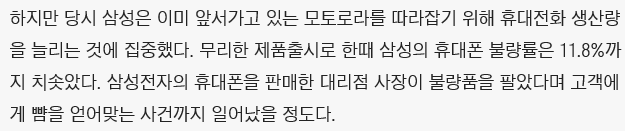 하지만 당시 삼성은 이미 앞서가고 있는 모토로라를 따라잡기 위해 휴대전화 생산량
을 늘리는 것에 집중했다. 무리한 제품출시로 한때 삼성의 휴대폰 불량률은 11.8%까
지 치솟았다. 삼성전자의 휴대폰을 판매한 대리점 사장이 불량품을 팔았다며 고객에
게 뺨을 얻어맞는 사건까지 일어났을 정도다.